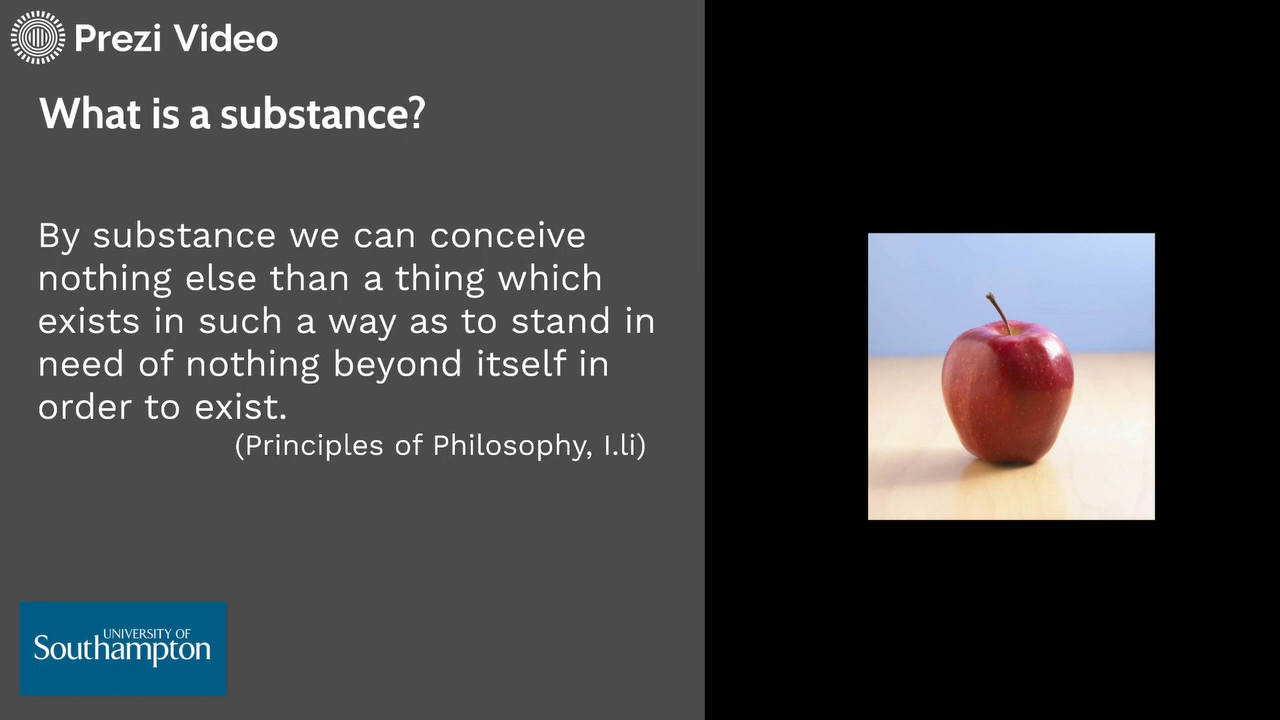 Prezi Video
What is a substance?
By substance we can conceive
nothing else than a thing which
exists in such a way as to stand in
need of nothing beyond itself in
order to exist.
(Principles of Philosophy, I.li)
UNIVERSITY OF
Southampton